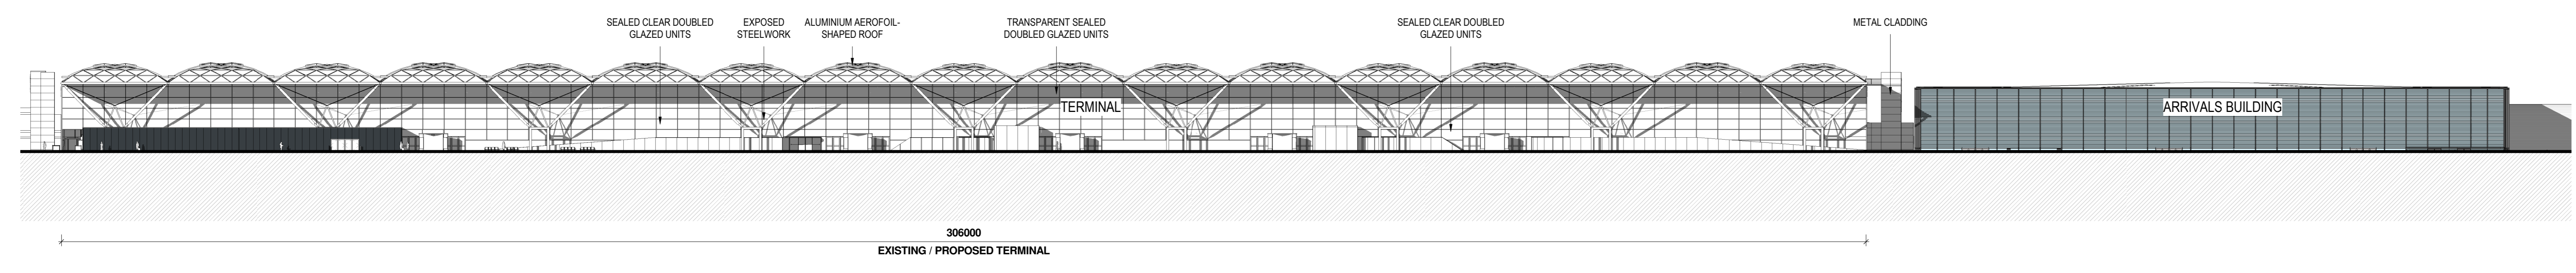 SEALED CLEAR DOUBLED
GLAZED UNITS
EXPOSED
STEELWORK
ALUMINIUM AEROFOIL-
SHAPED ROOF
TRANSPARENT SEALED
DOUBLED GLAZED UNITS
SEALED CLEAR DOUBLED
GLAZED UNITS
METAL CLADDING
TERMINAL
ARRIVALS BUILDING
306000
EXISTING / PROPOSED TERMINAL